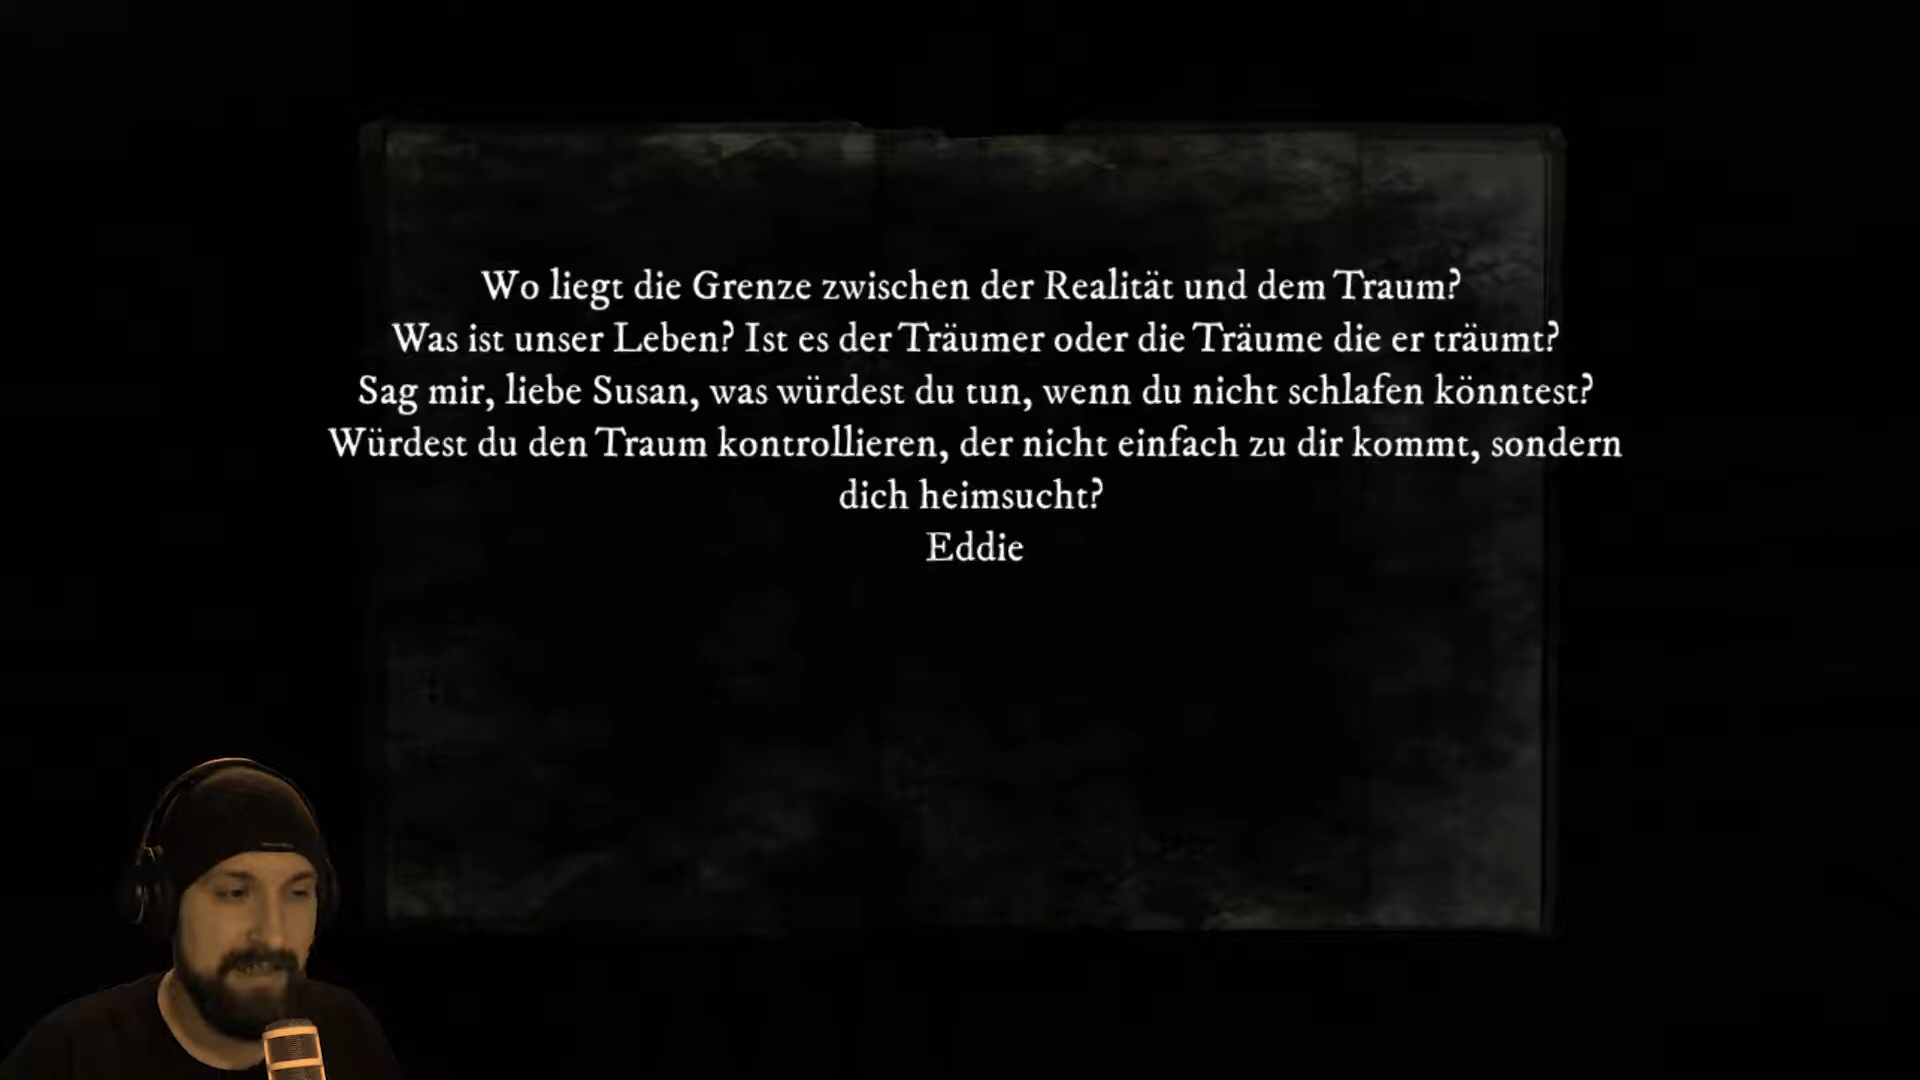 Wo liegt die Grenze zwischen der Realität und dem Traum?
Was ist unser Leben? Ist es der Träumer oder die Träume die er träumt?
Sag mir, liebe Susan, was würdest du tun, wenn du nicht schlafen könntest?
Würdest du den Traum kontrollieren, der nicht einfach zu dir kommt, sondern
dich heimsucht?
Eddie